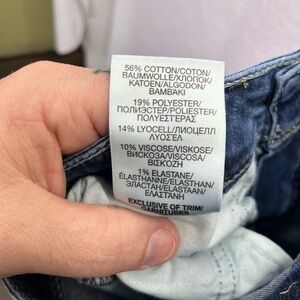 56% COTTON/COTON/
BAUMWOLLE/ХЛОПОК/
KATOEN/ALGODON/
BAMBAKI
19% POLYESTER/
ПОЛИЭСТЕР/POLIESTER/
ΠΟΛΥΕΣΤΕΡΑΣ
14% LYOCELL/ЛИОЦЕЛЛ
ΛΥΟΣΕΛ
10% VISCOSE/VISKOSE/
ВИСКОЗА/VISCOSA/
ΒΙΣΚΟΖΗ
1% ELASTANE/
ÉLASTHANNE/ELASTHAN/
ЭЛАСТАН/ELASTAAN/
ΕΛΑΣΤΑΝΗ
EXCLUSIVE OF TRIM/
GARNITURES